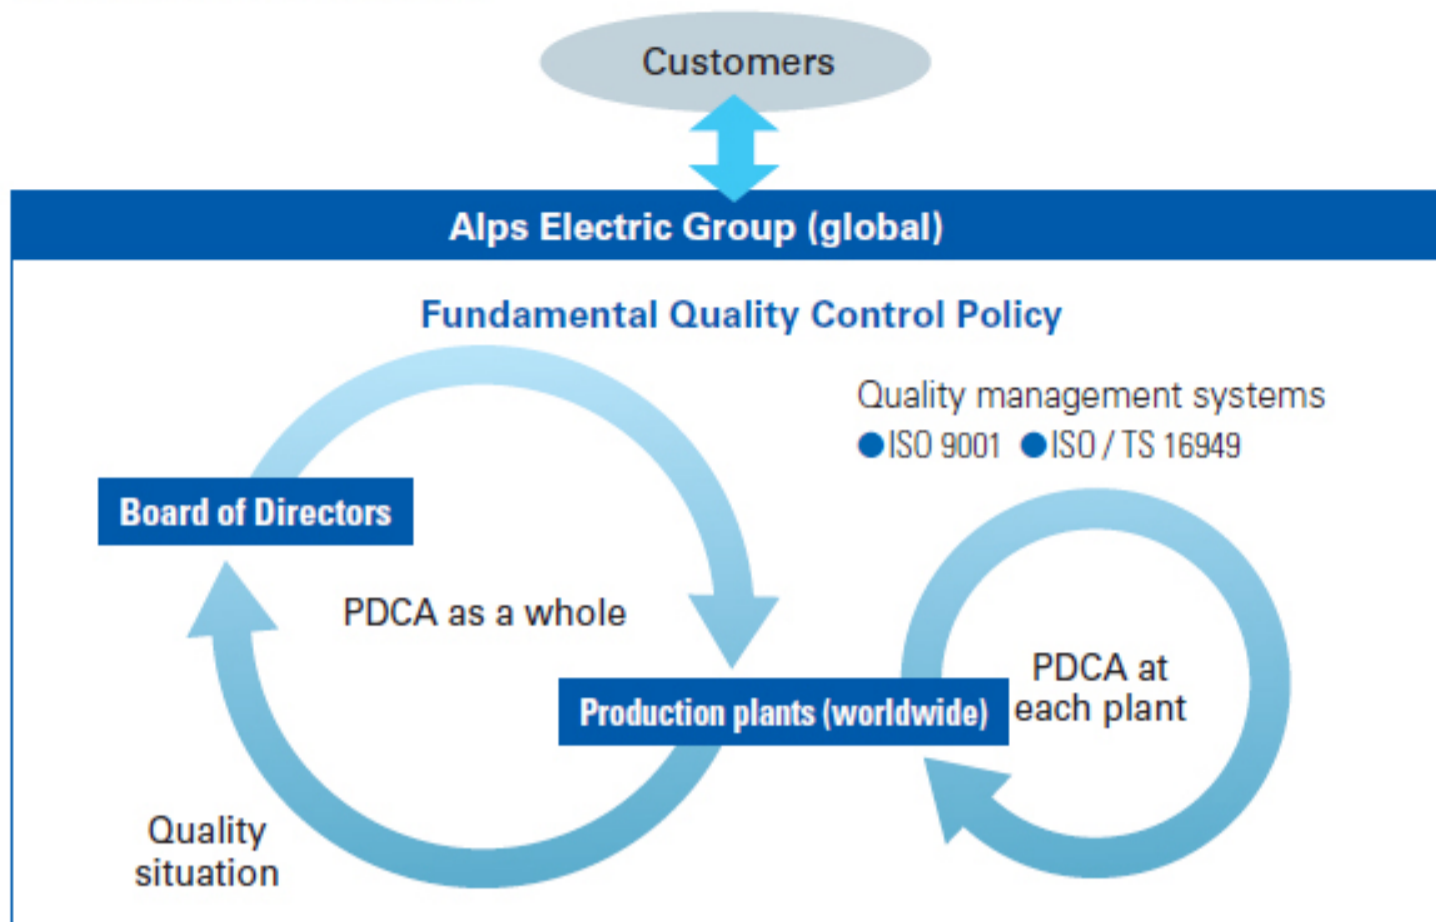 Customers
Alps Electric Group (global)
Fundamental Quality Control Policy
Quality management systems
●ISO 9001 ●ISO / TS 16949
Board of Directors
PDCA as a whole
PDCA at
each plant
Production plants (worldwide)
Quality
situation